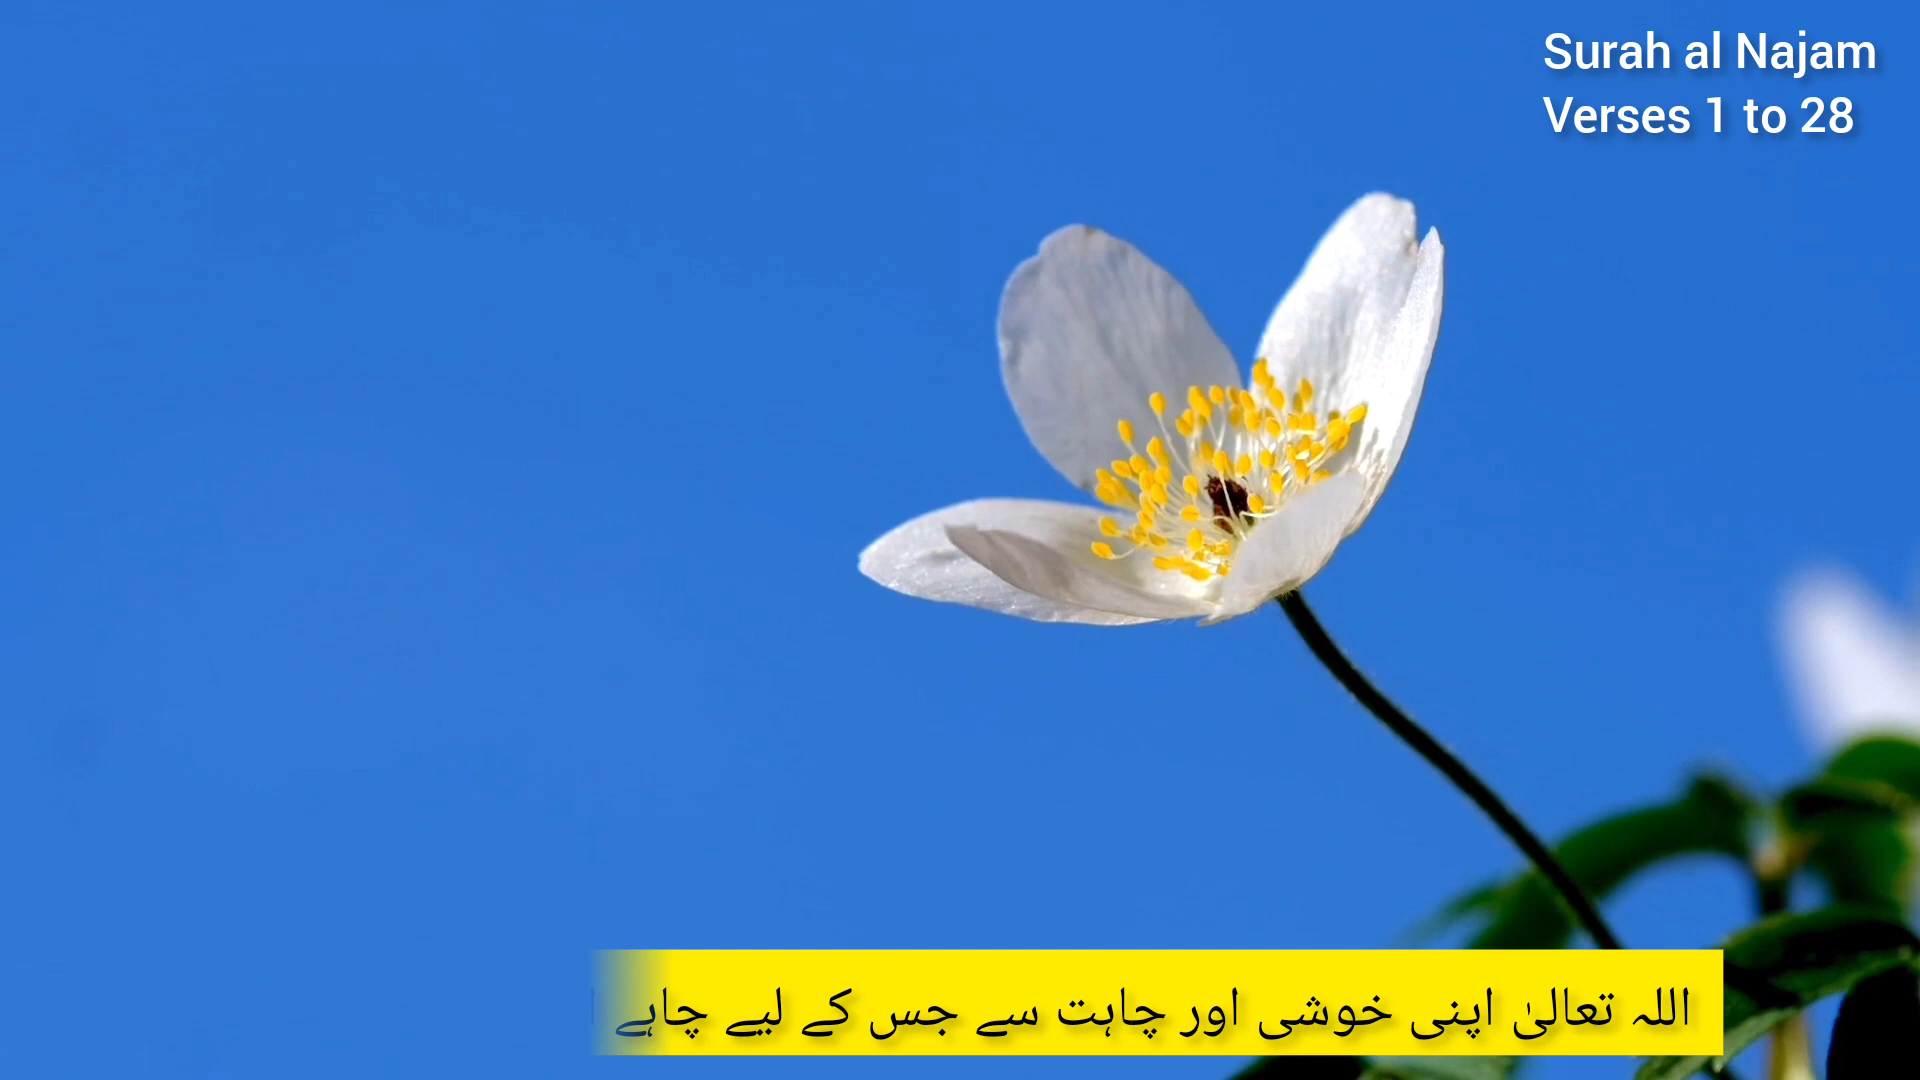 Surah al Najam
Verses 1 to 28
اللہ تعالیٰ اپنی خوشی اور چاہت سے جس کے لیے چاہے